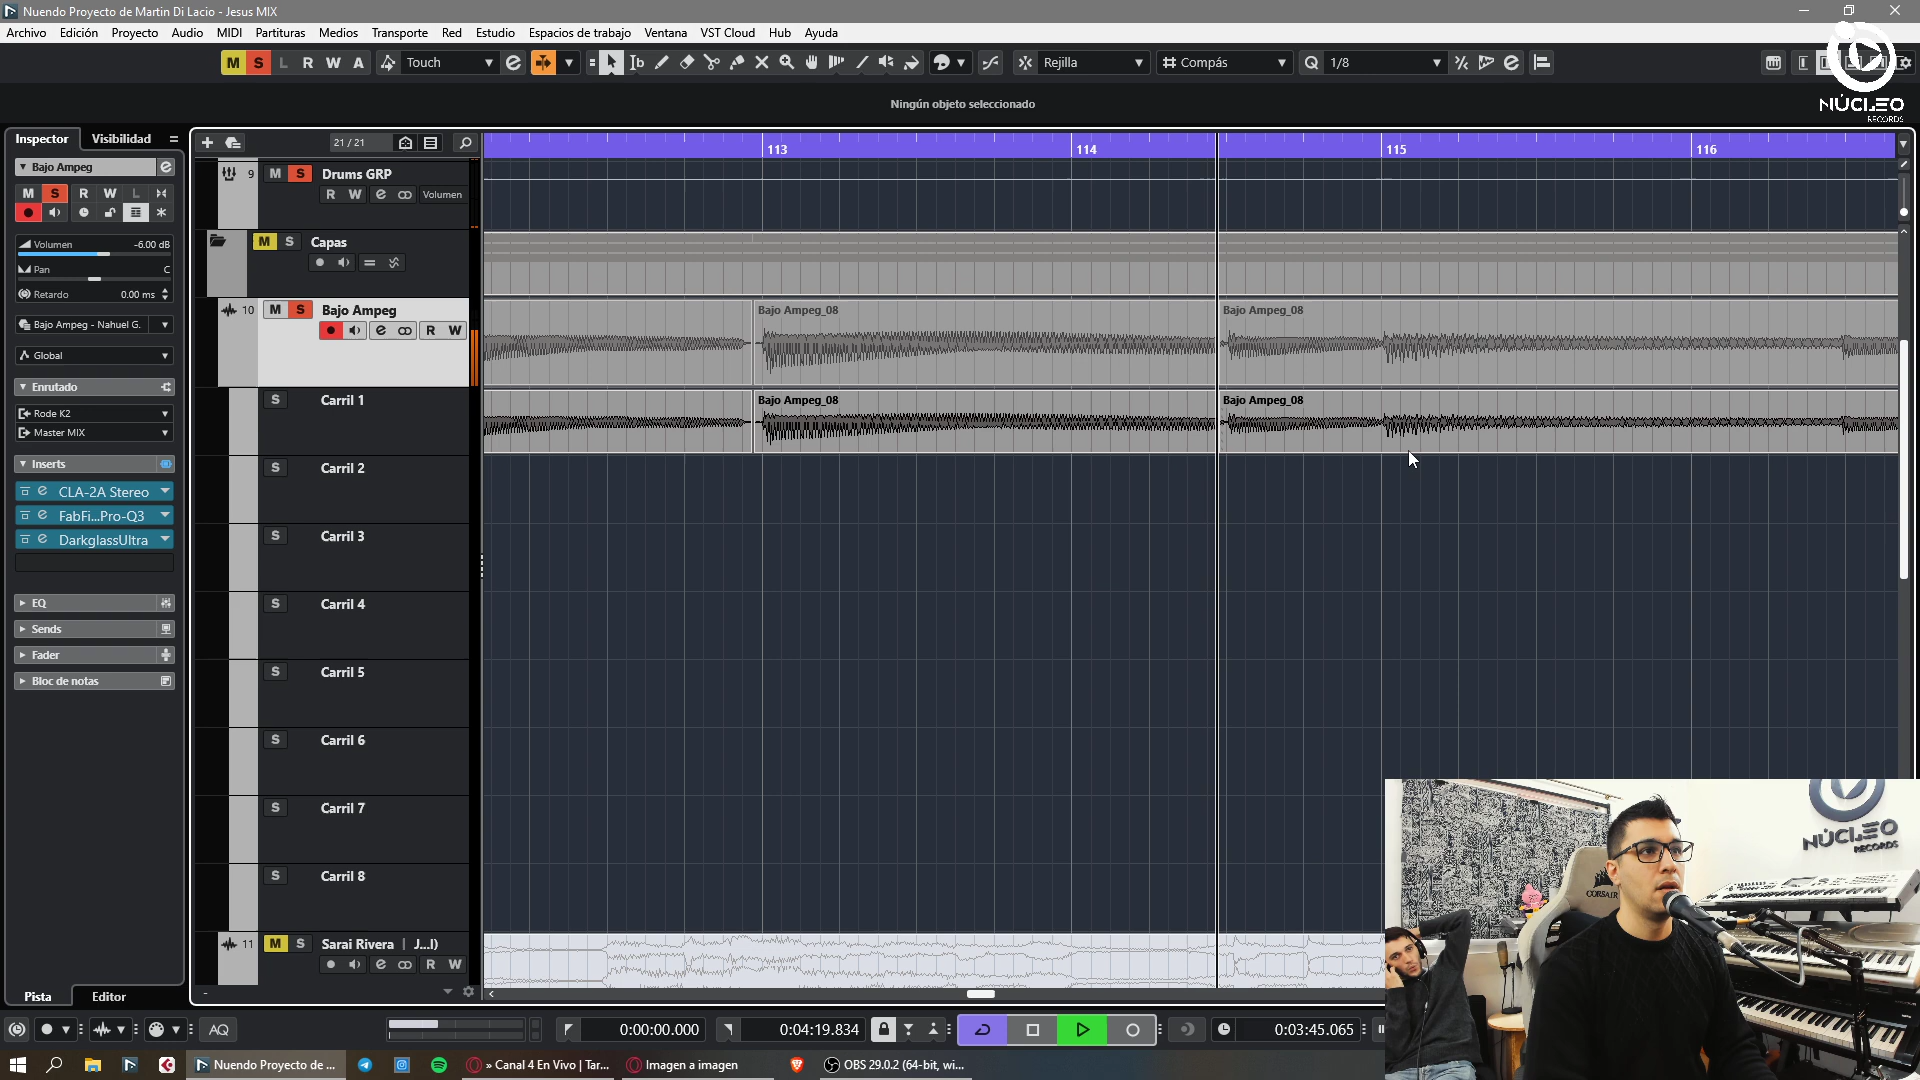 Nuendo Proyecto de Martin Di Lacio - Jesus MIX
Archivo Edición Proyecto Audio MIDI Partituras Medios Transporte Red Estudio Espacios de trabajo Ventana VST Cloud Hub Ayuda
M S L R W A Touch Rejilla Compás Q 1/8
NÚCLEO
RECORDS
Ningún objeto seleccionado
Inspector Visibilidad
21 / 21
113 114 115 116
Bajo Ampeg
M S R W L
Volumen -6.00 dB
Pan C
Retardo 0.00 ms
Bajo Ampeg - Nahuel G.
Global
Enrutado
Rode K2
Master MIX
Inserts
CLA-2A Stereo
FabFi...Pro-Q3
DarkglassUltra
EQ
Sends
Fader
Bloc de notas
Pista Editor
9 M S Drums GRP
R W Volumen
M S Capas
10 M S Bajo Ampeg
R W
Bajo Ampeg_08 Bajo Ampeg_08
S Carril 1
Bajo Ampeg_08 Bajo Ampeg_08
S Carril 2
S Carril 3
S Carril 4
S Carril 5
S Carril 6
S Carril 7
S Carril 8
11 M S Sarai Rivera | J...l)
R W
NÚCLEO
RECORDS
CORSAIR
AQ 0:00:00.000 0:04:19.834 0:03:45.065
Nuendo Proyecto de ... » Canal 4 En Vivo | Tar... Imagen a imagen OBS 29.0.2 (64-bit, wi...